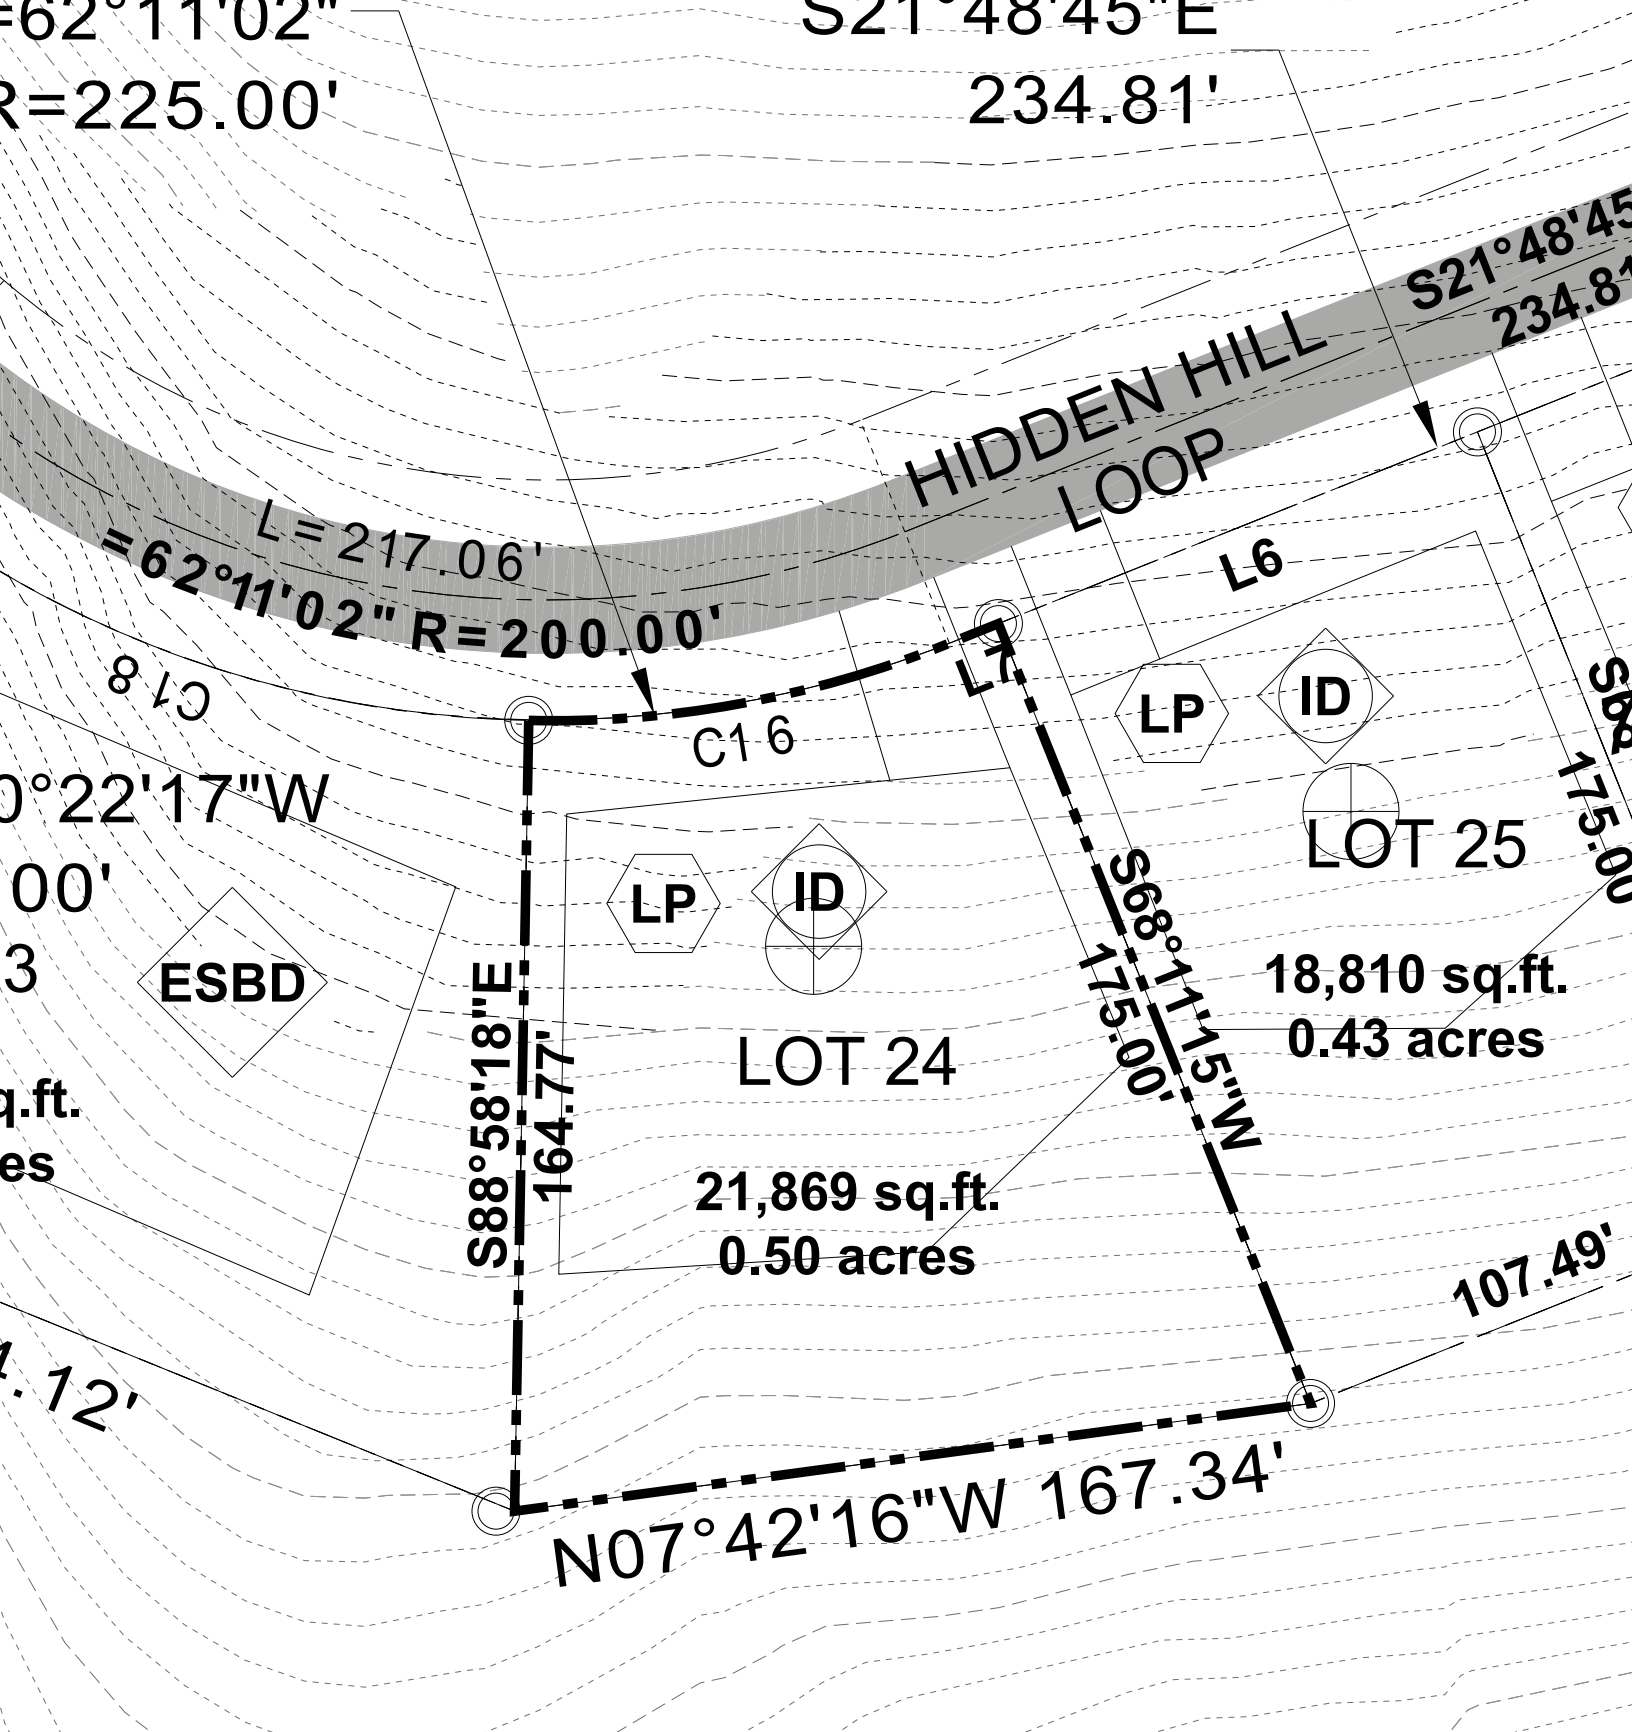 =62°11'02"
R=225.00'
S21°48'45"E
234.81'
S21°48'45
234.81
HIDDEN HILL
LOOP
L = 217.06'
=62°11'02" R=200.00'
C18
C16
L7
L6
0°22'17"W
00'
3
ESBD
q.ft.
es
4.12'
LP
ID
LOT 24
21,869 sq.ft.
0.50 acres
S88°58'18"E
164.77'
S68°11'15"W
175.00'
LP
ID
LOT 25
18,810 sq.ft.
0.43 acres
175.00
107.49'
N07°42'16"W 167.34'